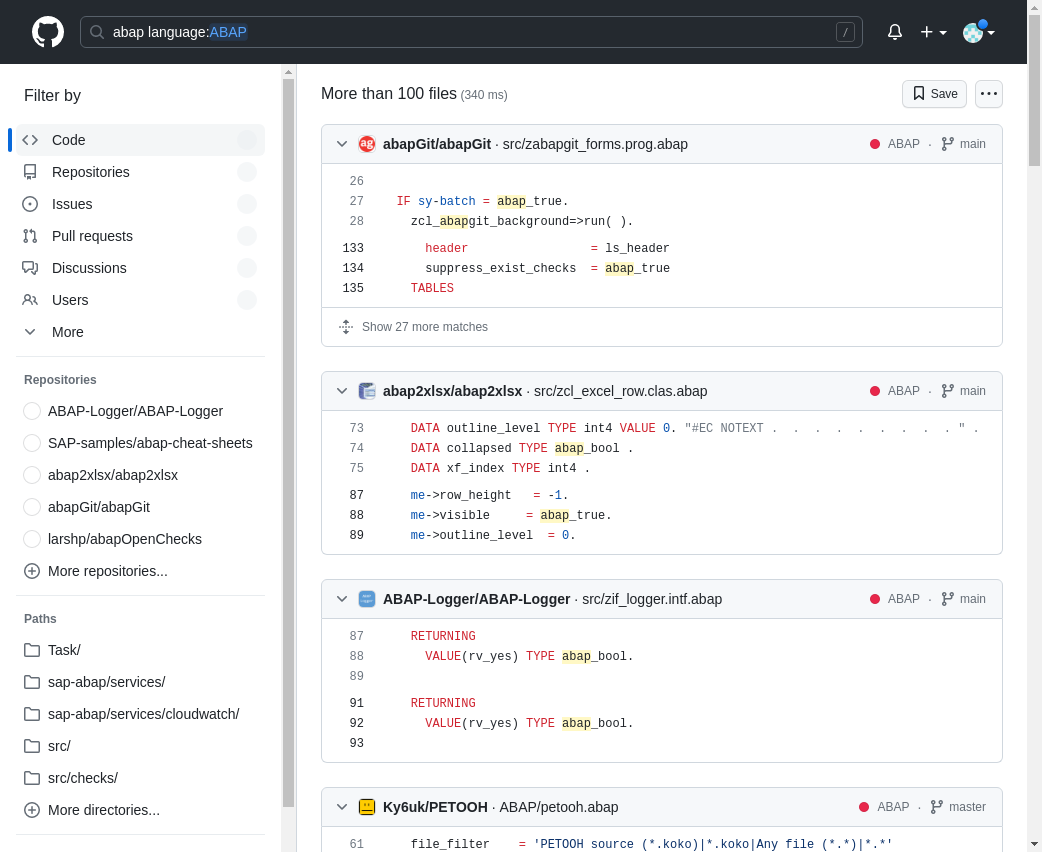 abap language:ABAP
/
Filter by
Code
Repositories
Issues
Pull requests
Discussions
Users
More
Repositories
ABAP-Logger/ABAP-Logger
SAP-samples/abap-cheat-sheets
abap2xlsx/abap2xlsx
abapGit/abapGit
larshp/abapOpenChecks
More repositories...
Paths
Task/
sap-abap/services/
sap-abap/services/cloudwatch/
src/
src/checks/
More directories...
More than 100 files (340 ms)
Save
ag abapGit/abapGit · src/zabapgit_forms.prog.abap ABAP · main
26
27 IF sy-batch = abap_true.
28 zcl_abapgit_background=>run( ).
133 header = ls_header
134 suppress_exist_checks = abap_true
135 TABLES
Show 27 more matches
abap2xlsx/abap2xlsx · src/zcl_excel_row.clas.abap ABAP · main
73 DATA outline_level TYPE int4 VALUE 0. "#EC NOTEXT . . . . . . . . . " .
74 DATA collapsed TYPE abap_bool .
75 DATA xf_index TYPE int4 .
87 me->row_height = -1.
88 me->visible = abap_true.
89 me->outline_level = 0.
ABAP-Logger/ABAP-Logger · src/zif_logger.intf.abap ABAP · main
87 RETURNING
88 VALUE(rv_yes) TYPE abap_bool.
89
91 RETURNING
92 VALUE(rv_yes) TYPE abap_bool.
93
Ky6uk/PETOOH · ABAP/petooh.abap ABAP · master
61 file_filter = 'PETOOH source (*.koko)|*.koko|Any file (*.*)|*.*'